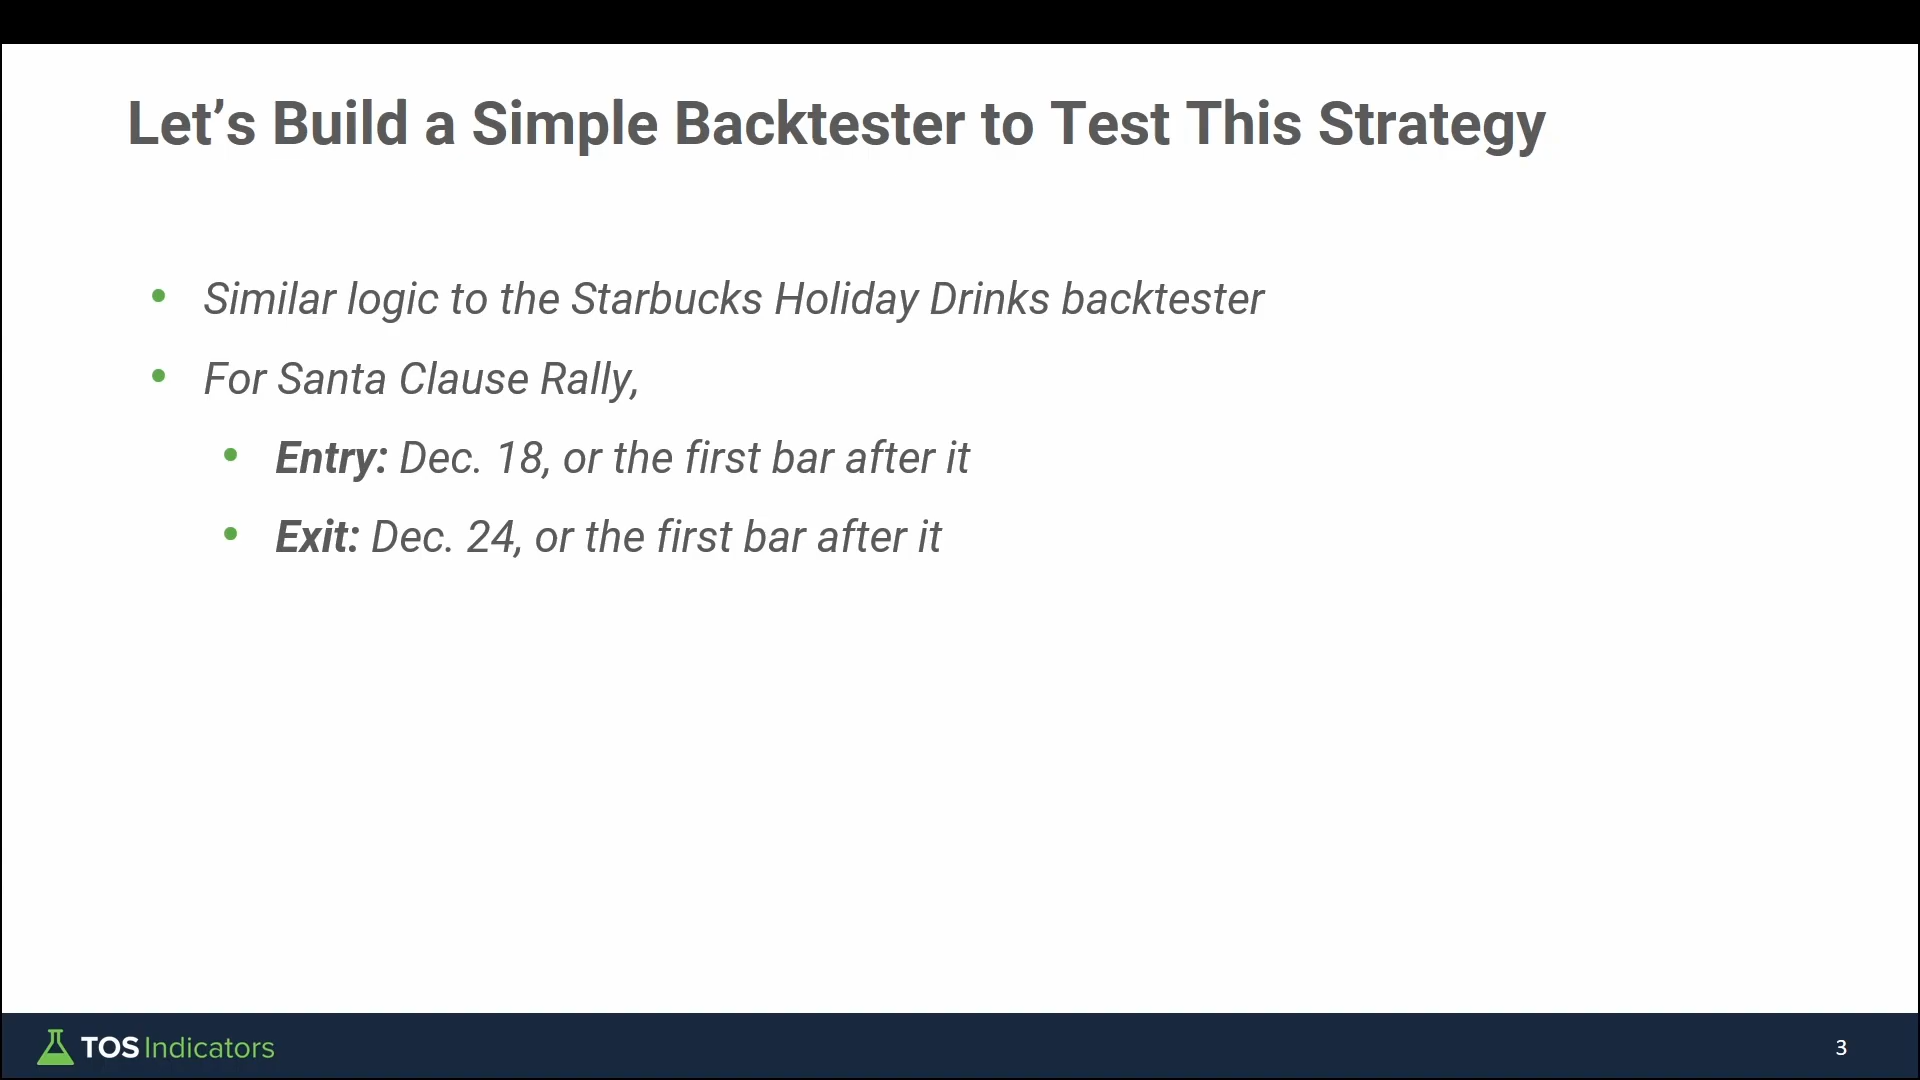 Let’s Build a Simple Backtester to Test This Strategy
• Similar logic to the Starbucks Holiday Drinks backtester
• For Santa Clause Rally,
• Entry: Dec. 18, or the first bar after it
• Exit: Dec. 24, or the first bar after it
TOS Indicators
3